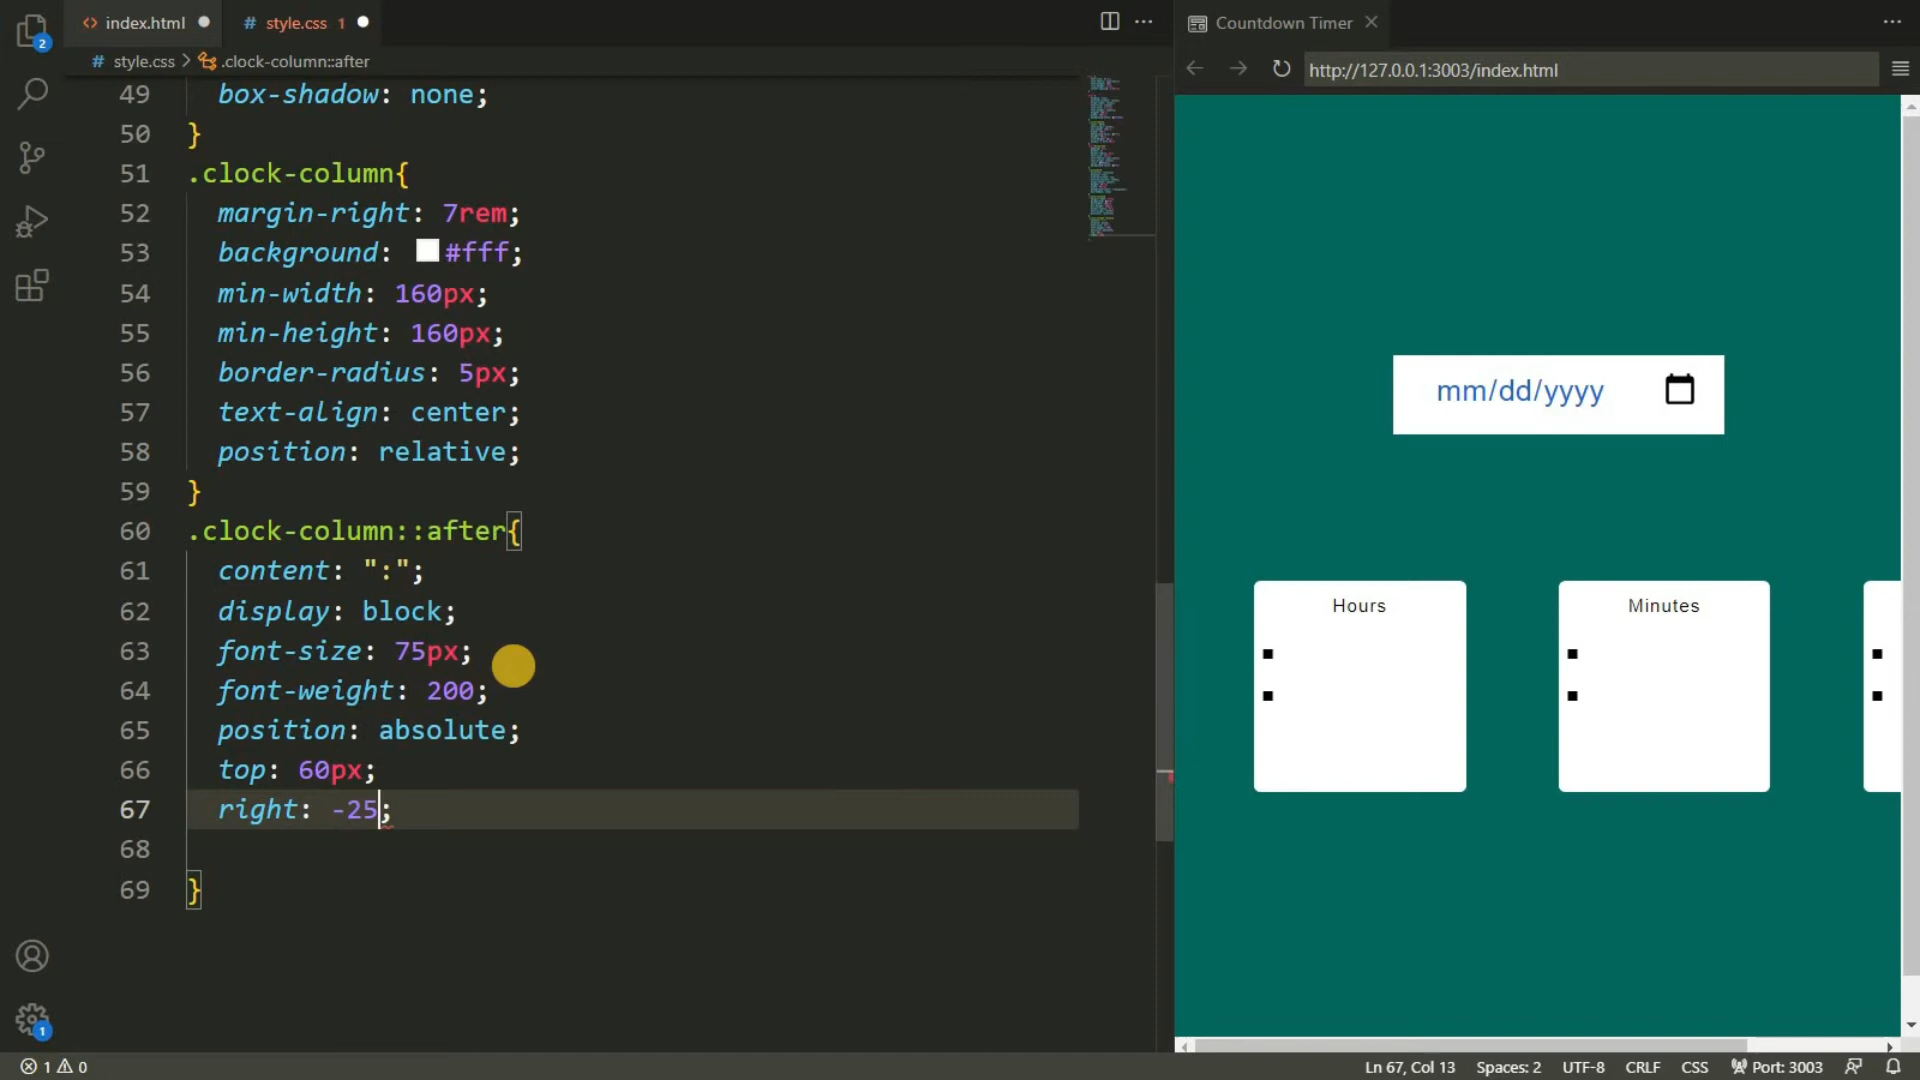 index.html
style.css 1
style.css > .clock-column::after
49 box-shadow: none;
50 }
51 .clock-column{
52 margin-right: 7rem;
53 background: #fff;
54 min-width: 160px;
55 min-height: 160px;
56 border-radius: 5px;
57 text-align: center;
58 position: relative;
59 }
60 .clock-column::after{
61 content: ":";
62 display: block;
63 font-size: 75px;
64 font-weight: 200;
65 position: absolute;
66 top: 60px;
67 right: -25;
68
69 }
2
1
Countdown Timer
http://127.0.0.1:3003/index.html
mm/dd/yyyy
Hours
Minutes
1 0
Ln 67, Col 13 Spaces: 2 UTF-8 CRLF CSS Port: 3003